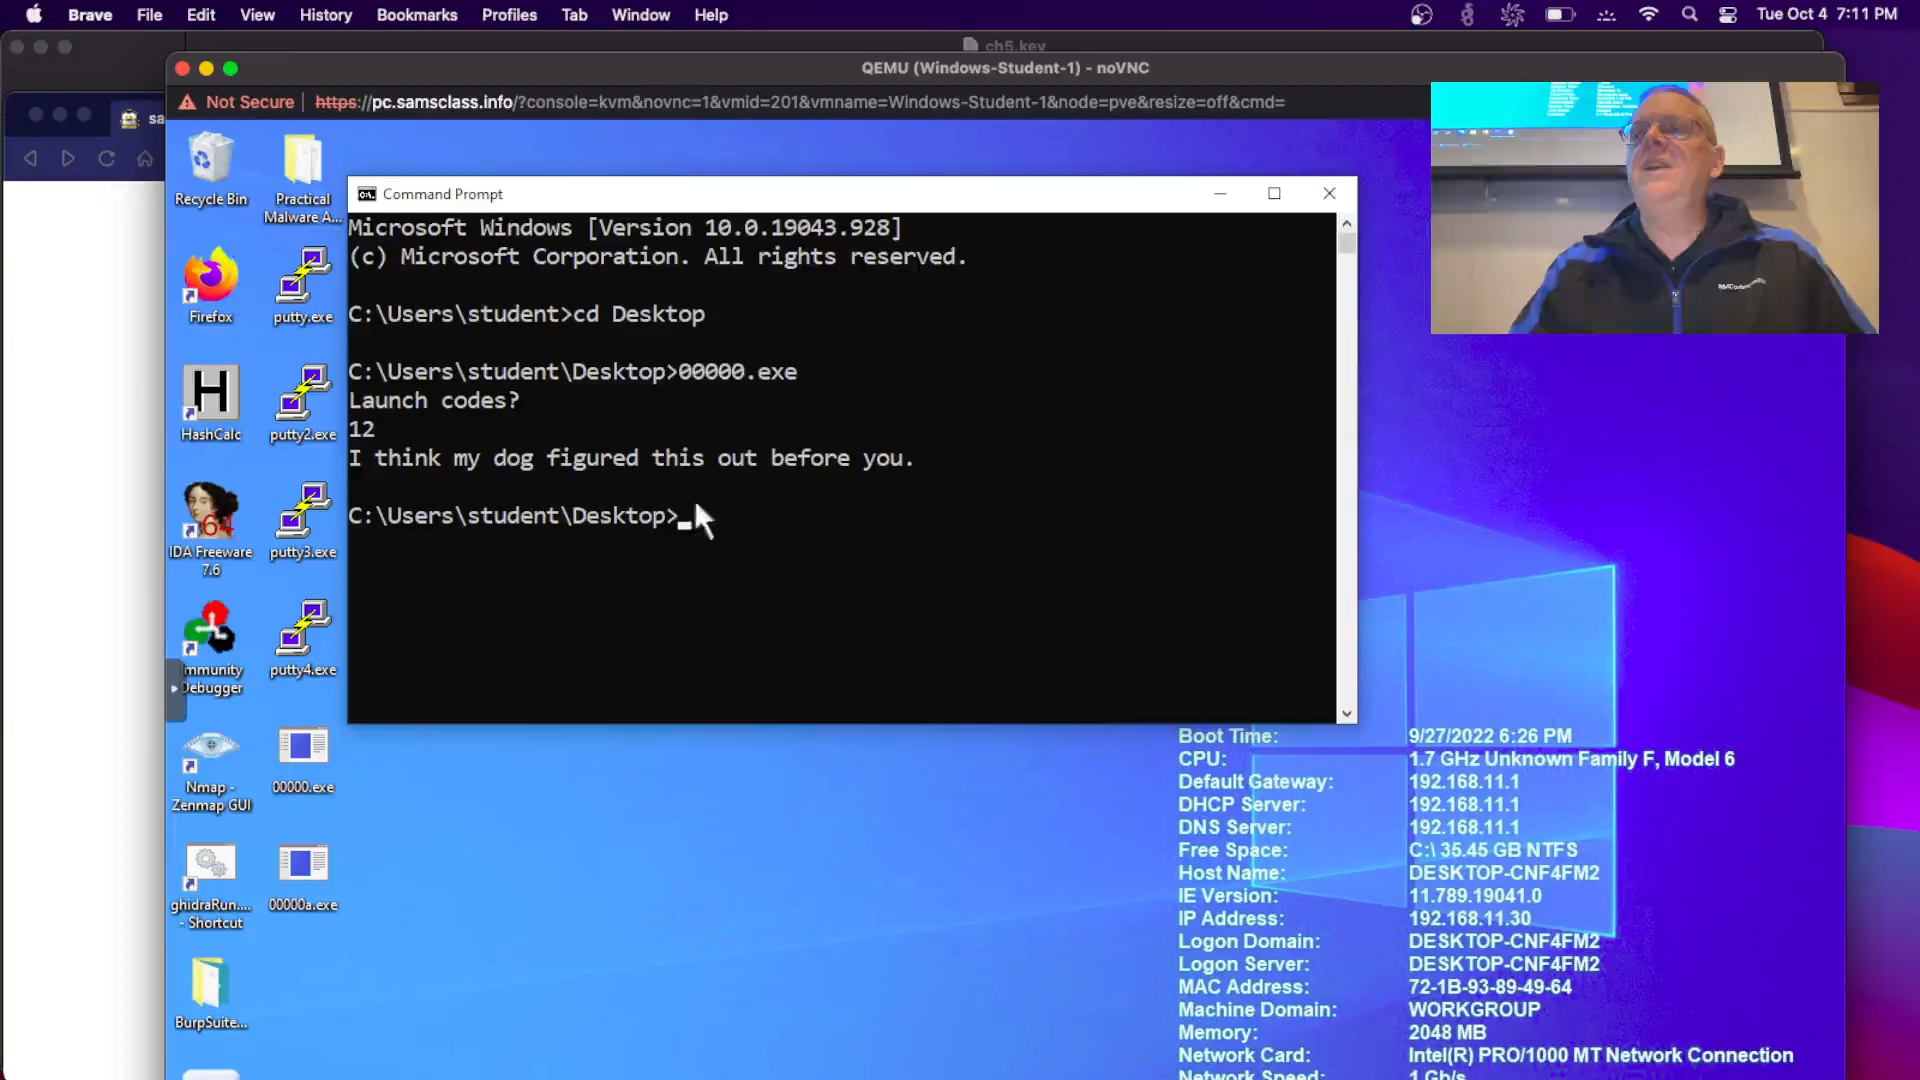 Brave File Edit View History Bookmarks Profiles Tab Window Help Tue Oct 4 7:11 PM
ch5.key
QEMU (Windows-Student-1) - noVNC
Not Secure https://pc.samsclass.info/?console=kvm&novnc=1&vmid=201&vmname=Windows-Student-1&node=pve&resize=off&cmd=
sa
Recycle Bin
Practical
Malware A...
Firefox
putty.exe
HashCalc
putty2.exe
64
IDA Freeware
7.6
putty3.exe
mmunity
Debugger
putty4.exe
Nmap -
Zenmap GUI
00000.exe
ghidraRun....
- Shortcut
00000a.exe
BurpSuite...
Command Prompt
Microsoft Windows [Version 10.0.19043.928]
(c) Microsoft Corporation. All rights reserved.
C:\Users\student>cd Desktop
C:\Users\student\Desktop>00000.exe
Launch codes?
12
I think my dog figured this out before you.
C:\Users\student\Desktop>_
Boot Time: 9/27/2022 6:26 PM
CPU: 1.7 GHz Unknown Family F, Model 6
Default Gateway: 192.168.11.1
DHCP Server: 192.168.11.1
DNS Server: 192.168.11.1
Free Space: C:\ 35.45 GB NTFS
Host Name: DESKTOP-CNF4FM2
IE Version: 11.789.19041.0
IP Address: 192.168.11.30
Logon Domain: DESKTOP-CNF4FM2
Logon Server: DESKTOP-CNF4FM2
MAC Address: 72-1B-93-89-49-64
Machine Domain: WORKGROUP
Memory: 2048 MB
Network Card: Intel(R) PRO/1000 MT Network Connection
Network Speed: 1 Gb/s